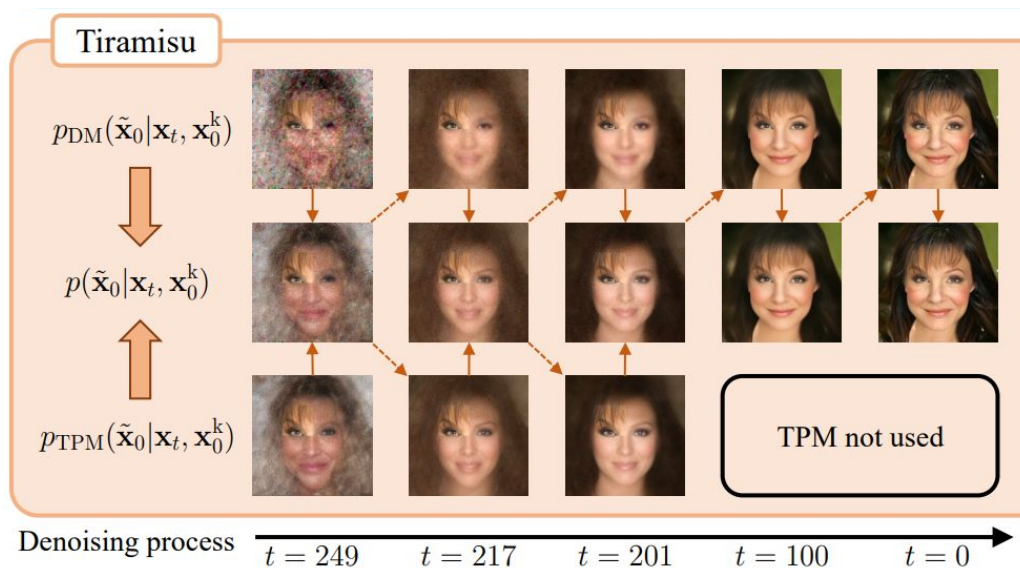 Tiramisu
p_DM(x̃_0|x_t, x_0^k)
p(x̃_0|x_t, x_0^k)
p_TPM(x̃_0|x_t, x_0^k)
TPM not used
Denoising process
t = 249
t = 217
t = 201
t = 100
t = 0